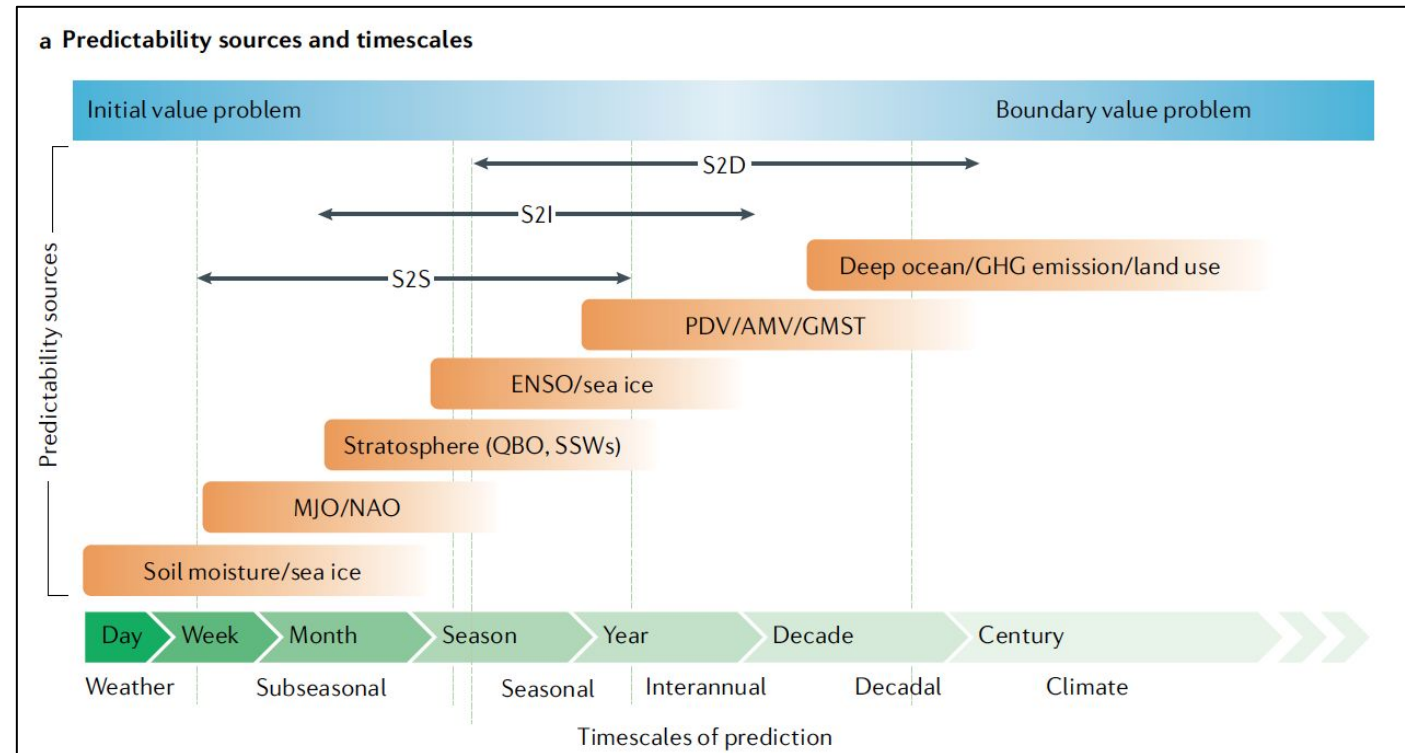 a Predictability sources and timescales
Initial value problem
Boundary value problem
Predictability sources
S2D
S2I
S2S
Deep ocean/GHG emission/land use
PDV/AMV/GMST
ENSO/sea ice
Stratosphere (QBO, SSWs)
MJO/NAO
Soil moisture/sea ice
Day Week Month Season Year Decade Century
Weather Subseasonal Seasonal Interannual Decadal Climate
Timescales of prediction